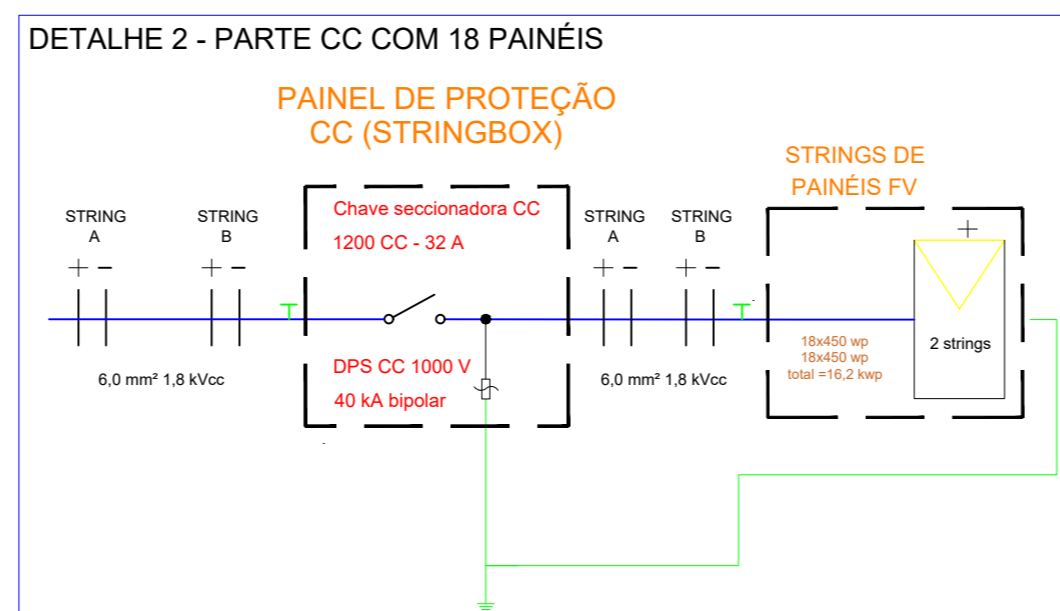 DETALHE 2 - PARTE CC COM 18 PAINÉIS
PAINEL DE PROTEÇÃO
CC (STRINGBOX)
STRINGS DE
PAINÉIS FV
STRING
A
+ −
STRING
B
+ −
Chave seccionadora CC
1200 CC - 32 A
DPS CC 1000 V
40 kA bipolar
STRING
A
+ −
STRING
B
+ −
6,0 mm² 1,8 kVcc
6,0 mm² 1,8 kVcc
+
18x450 wp
18x450 wp
total =16,2 kwp
2 strings